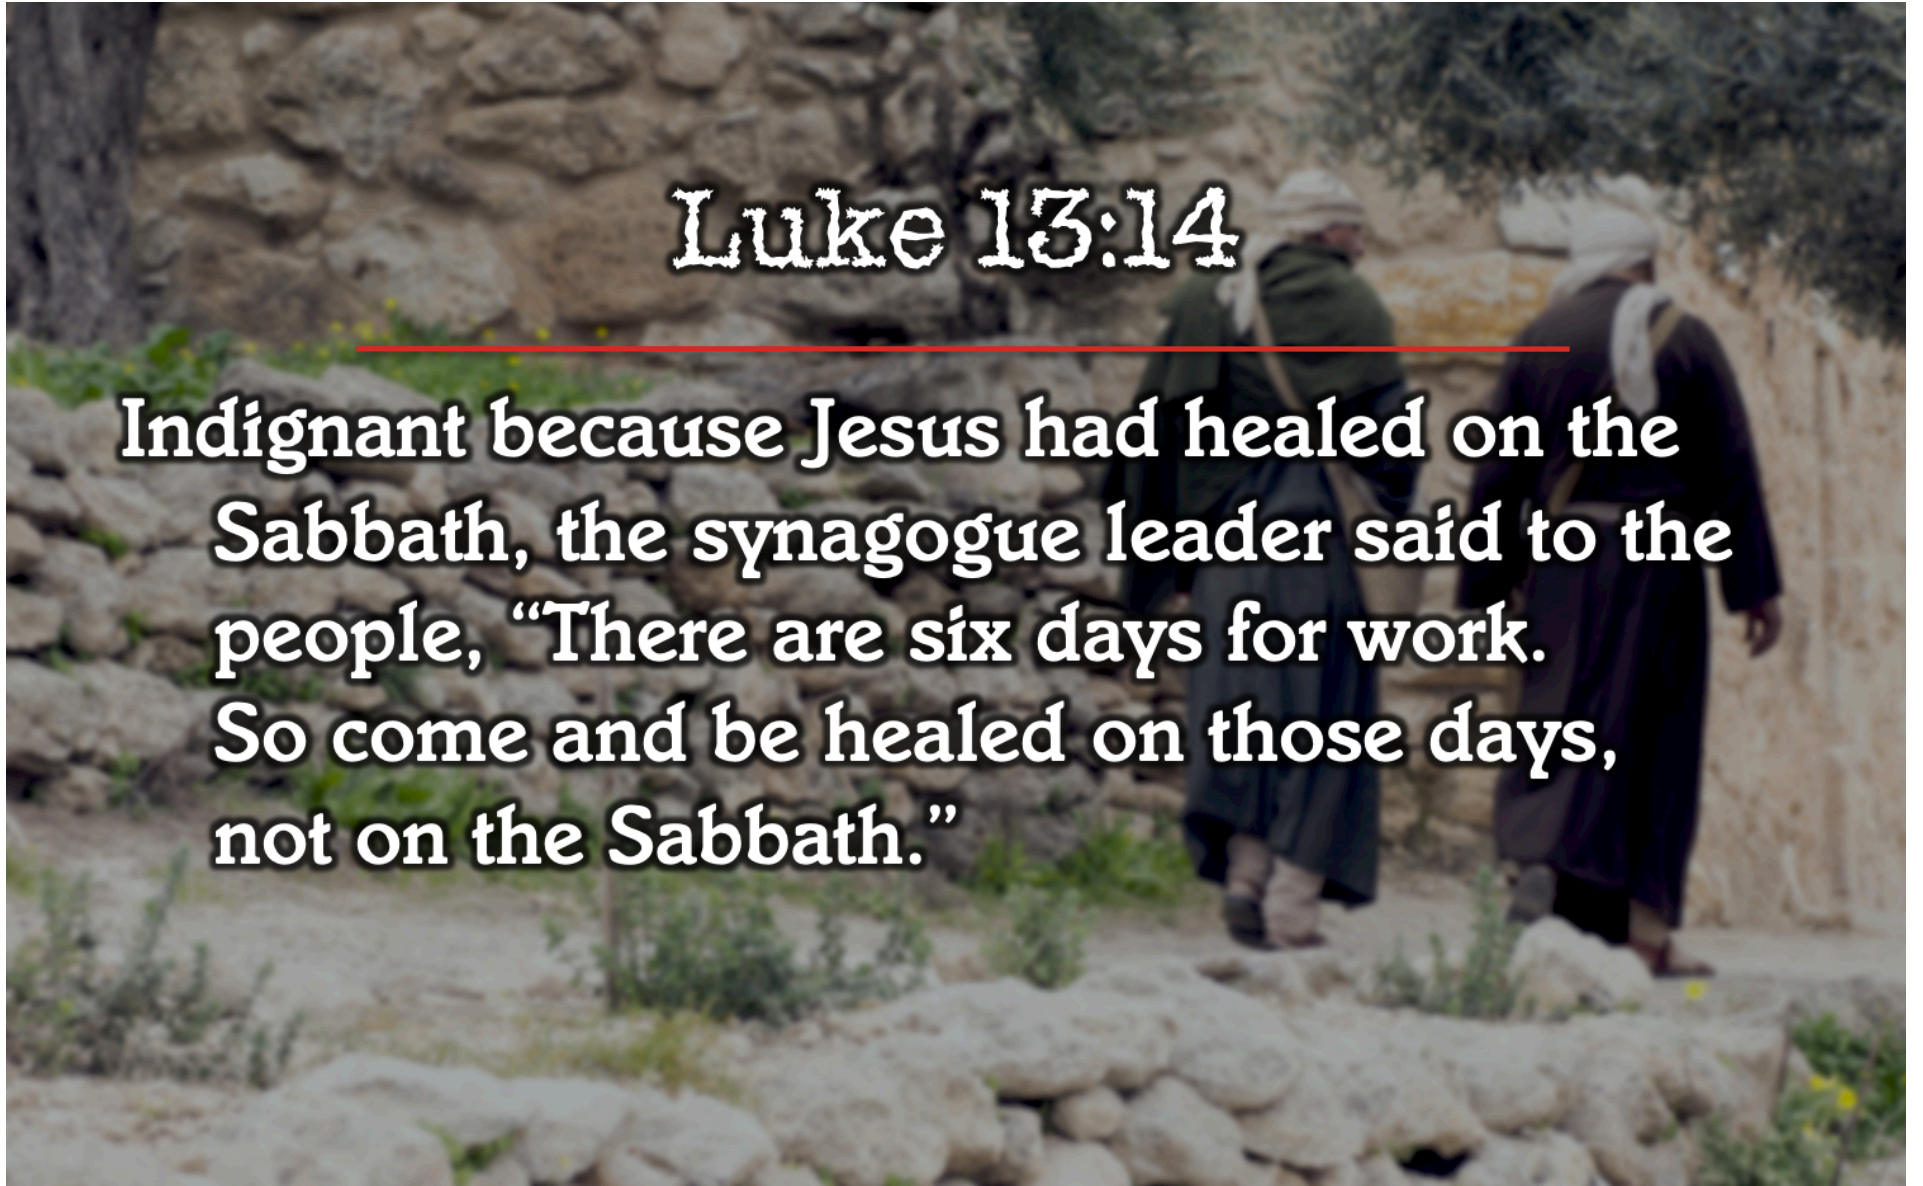 Luke 13:14
Indignant because Jesus had healed on the
Sabbath, the synagogue leader said to the
people, “There are six days for work.
So come and be healed on those days,
not on the Sabbath.”